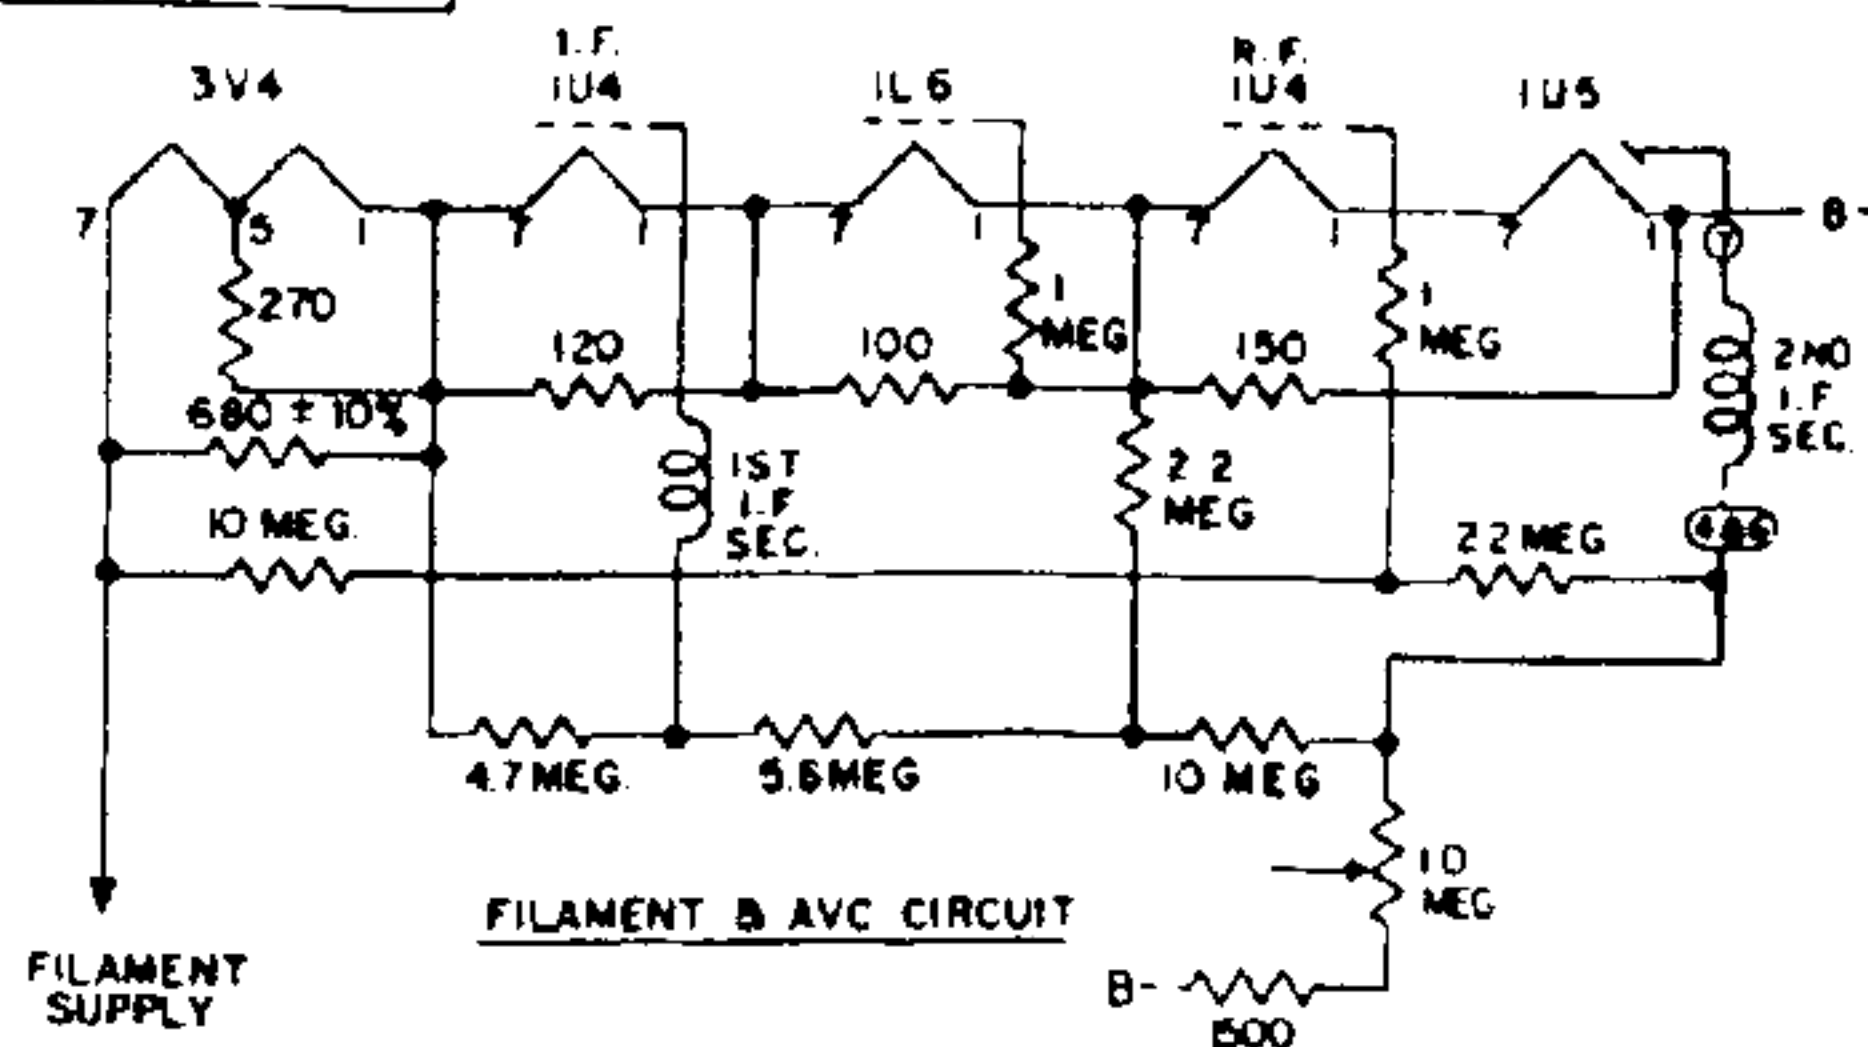 I.F.
R.F.
3V4
1U4
1L6
1U4
1U5
7
5
1
7
1
7
1
7
1
7
1
B-
7
270
1
MEG
1
MEG
120
100
150
2ND
I.F
SEC.
680 ± 10%
1ST
I.F
SEC.
2 2
MEG
10 MEG.
2 2 MEG
4.7 MEG.
5.6 MEG
10 MEG
10
MEG
FILAMENT & AVC CIRCUIT
FILAMENT
SUPPLY
B-